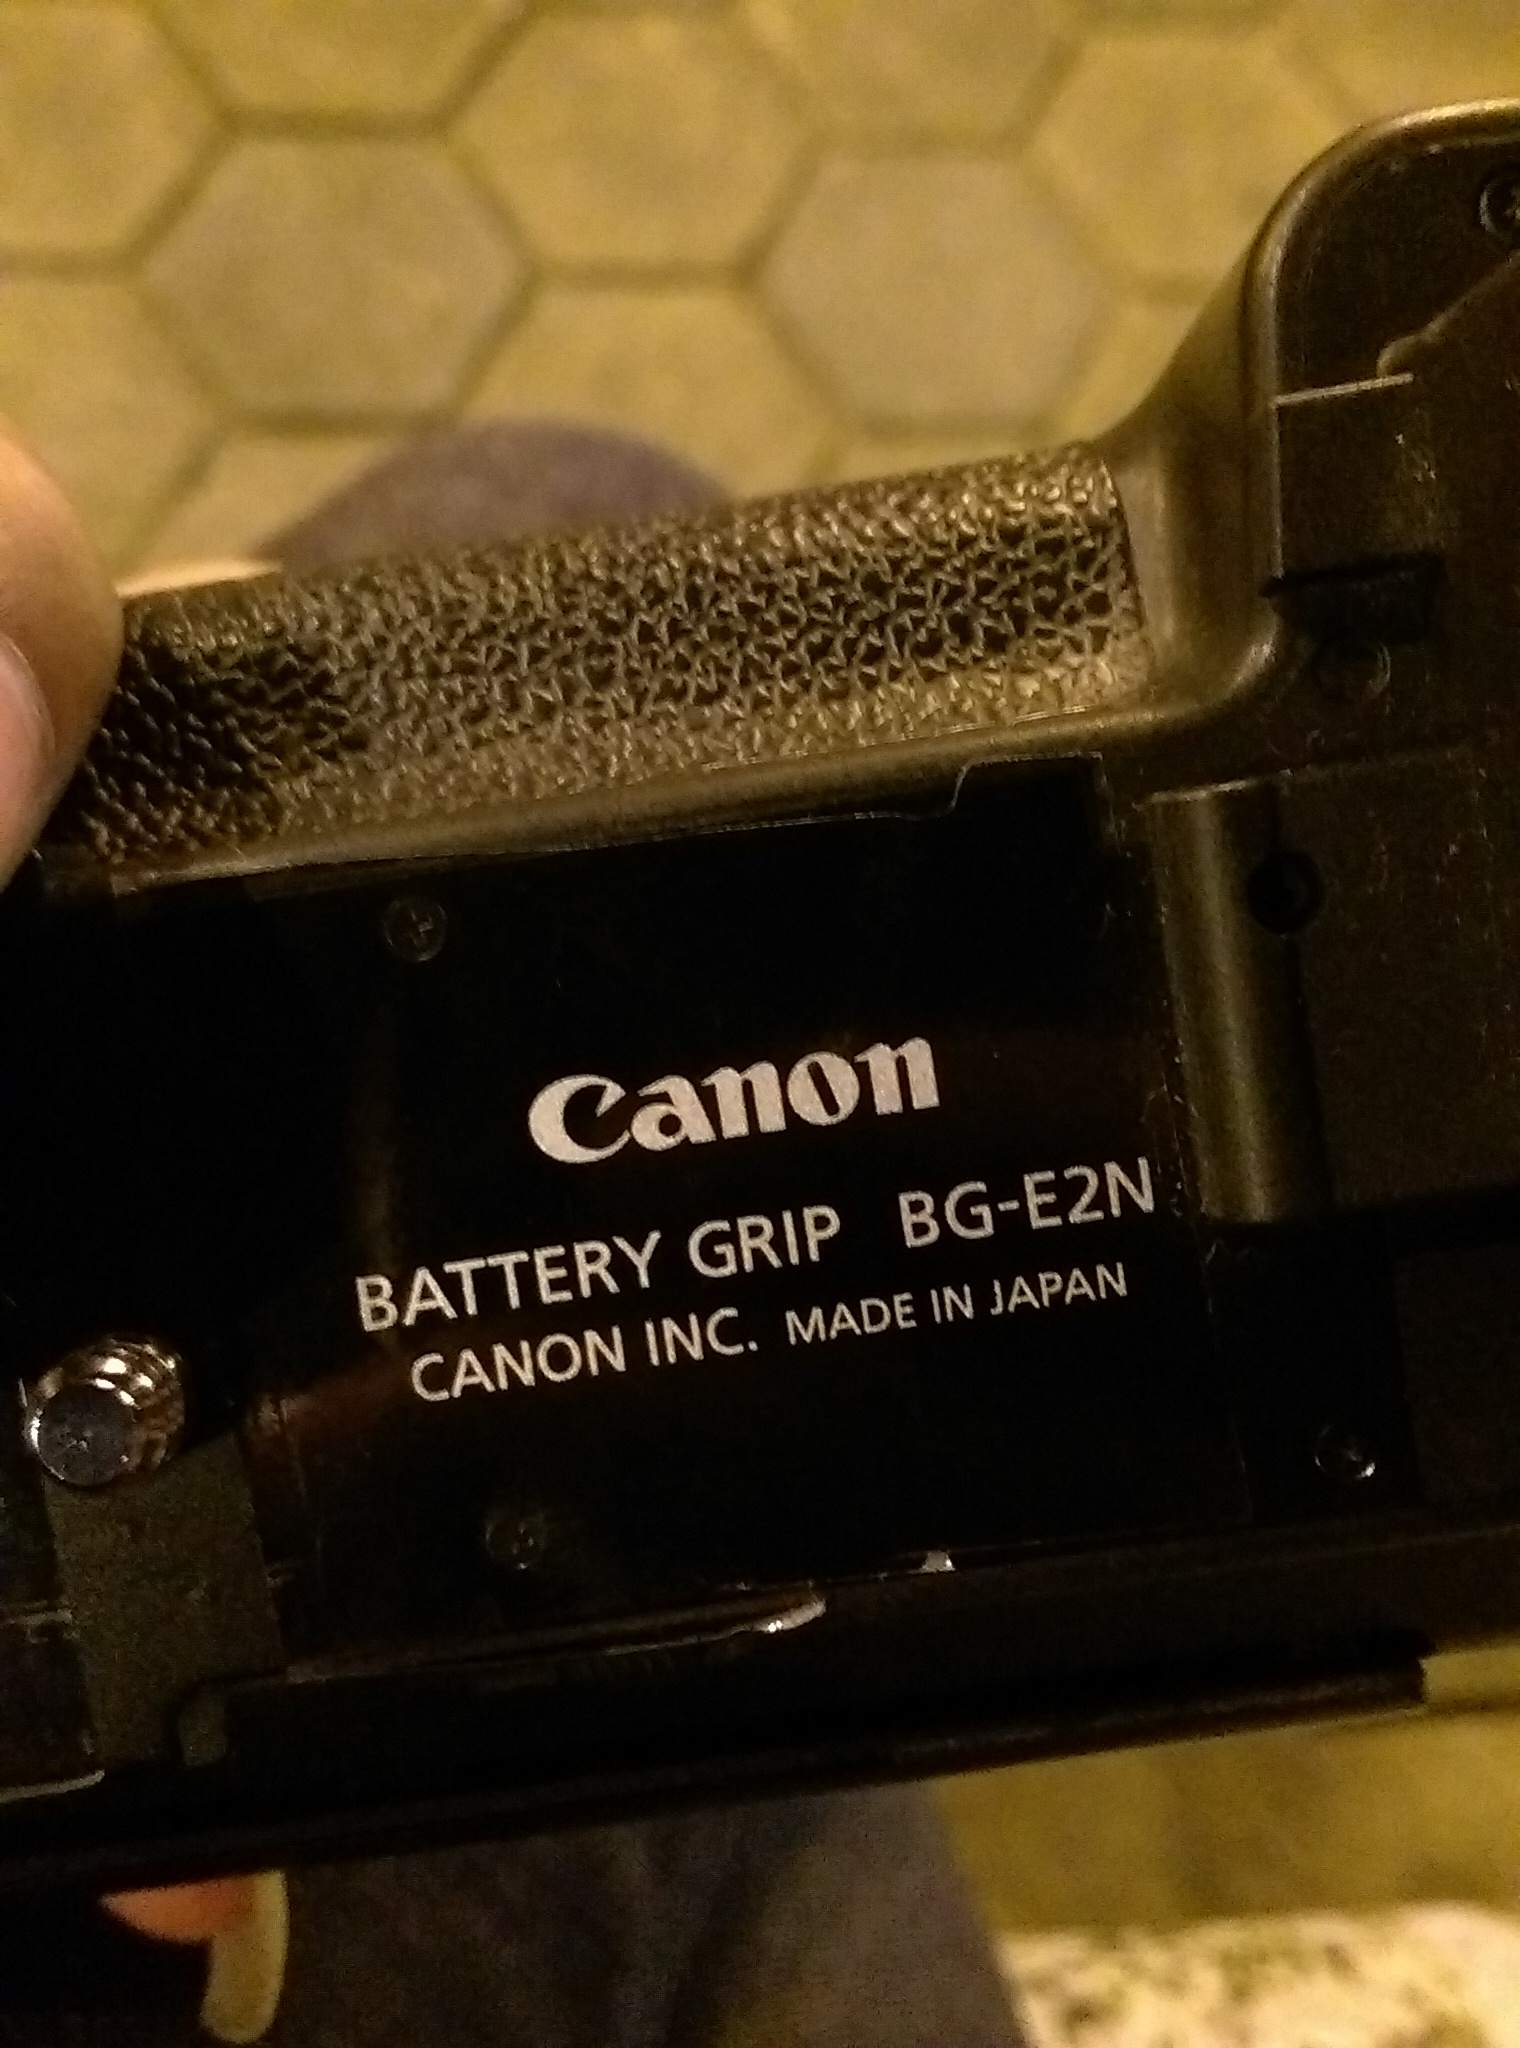 Canon
BATTERY GRIP BG-E2N
CANON INC. MADE IN JAPAN